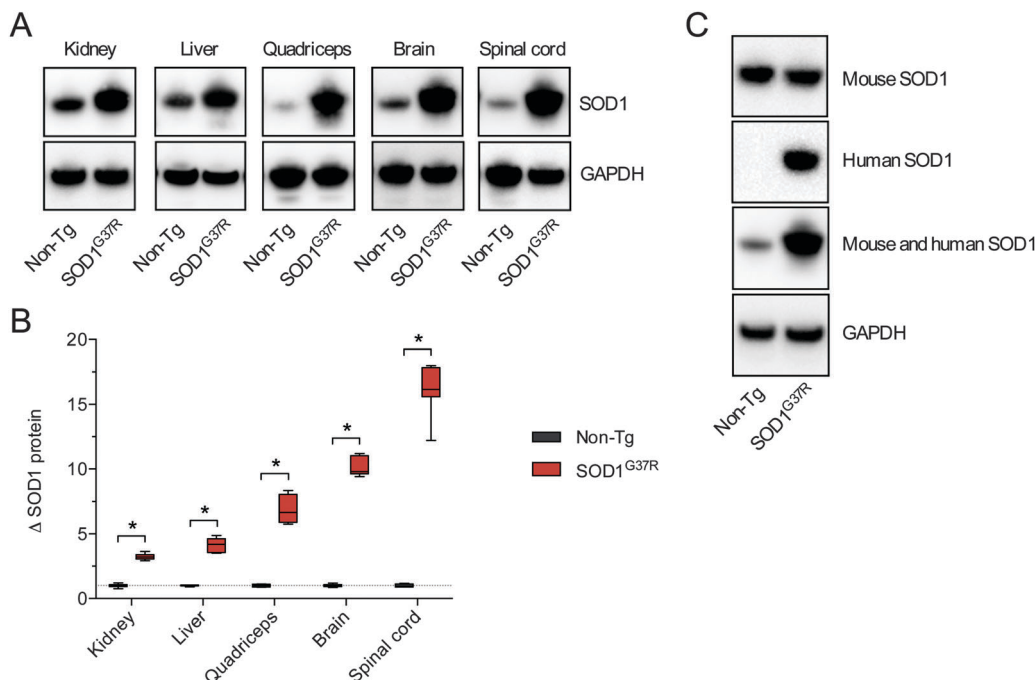 A
Kidney
Liver
Quadriceps
Brain
Spinal cord
SOD1
GAPDH
Non-Tg
SOD1G37R
Non-Tg
SOD1G37R
Non-Tg
SOD1G37R
Non-Tg
SOD1G37R
Non-Tg
SOD1G37R
B
Δ SOD1 protein
20
15
10
5
0
*
*
*
*
*
Kidney
Liver
Quadriceps
Brain
Spinal cord
Non-Tg
SOD1G37R
C
Mouse SOD1
Human SOD1
Mouse and human SOD1
GAPDH
Non-Tg
SOD1G37R